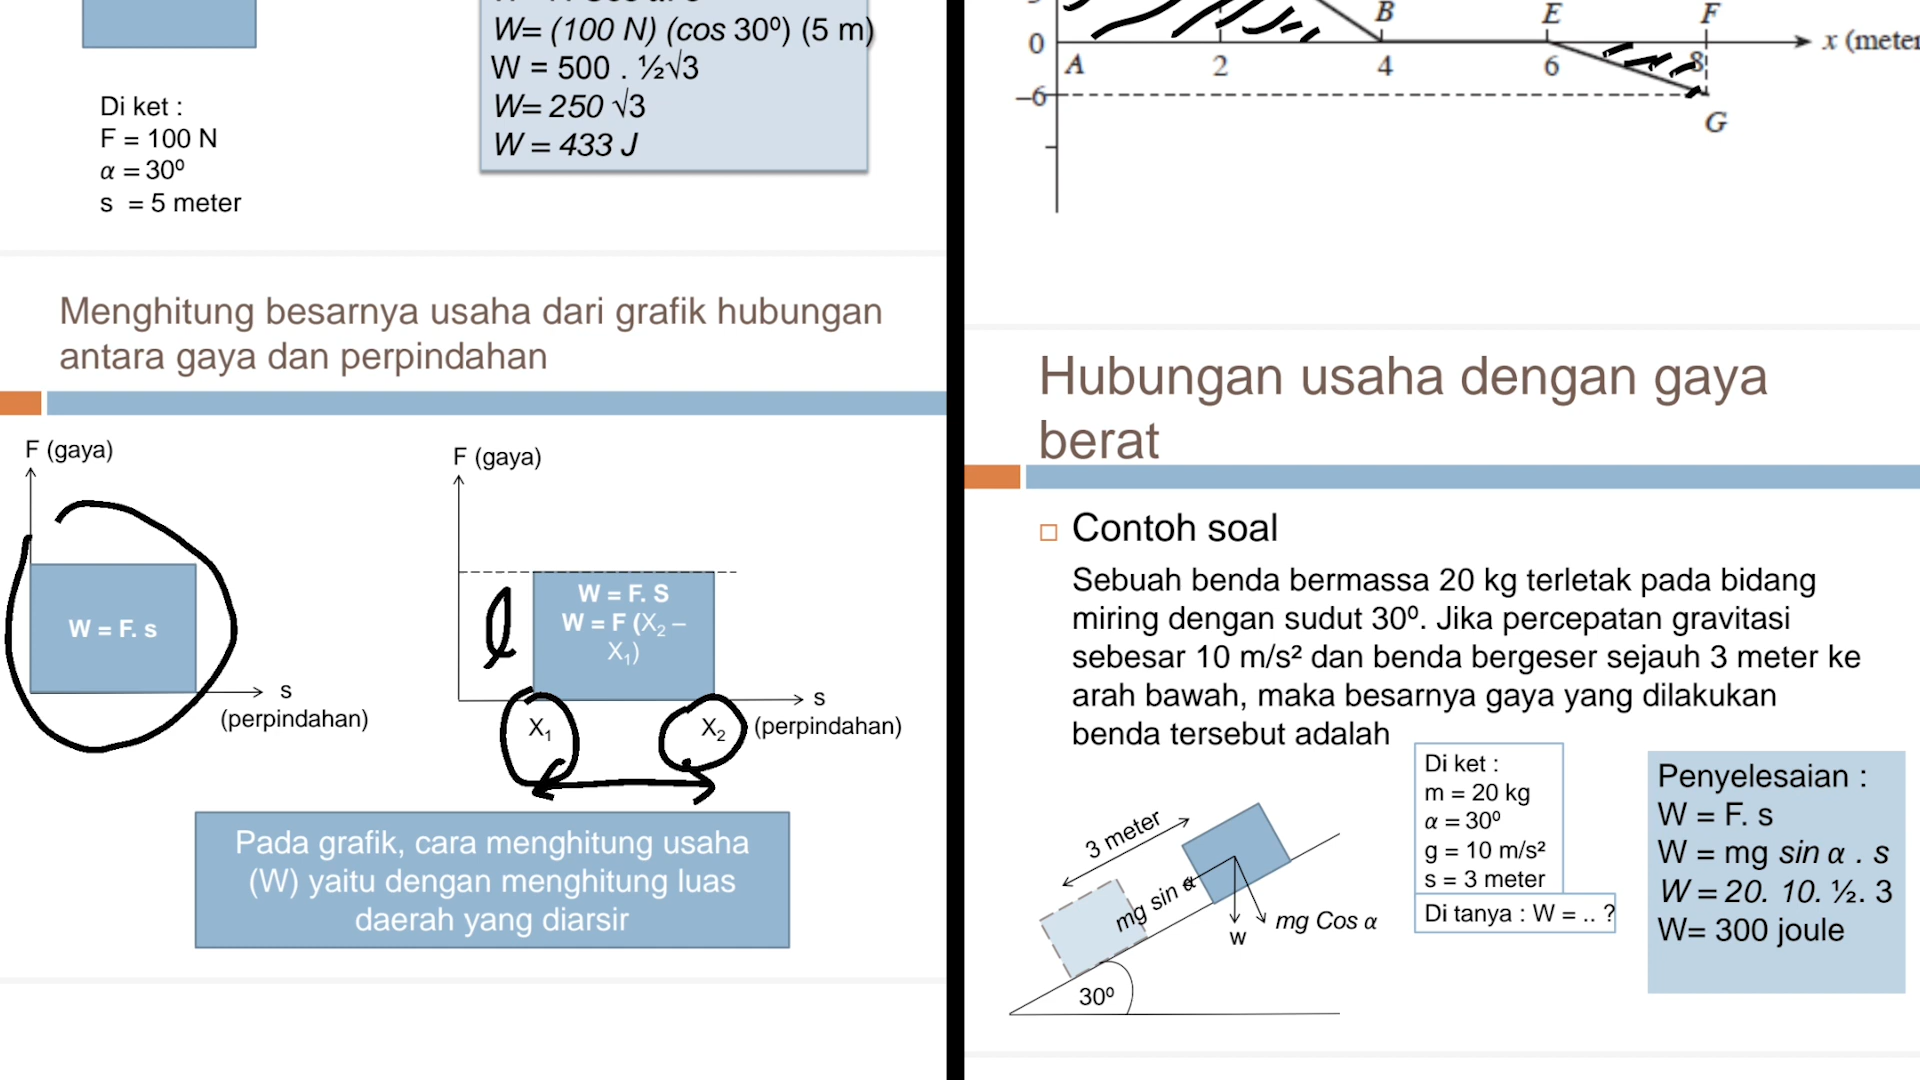 W= (100 N) (cos 30⁰) (5 m)
W = 500 . ½√3
W= 250 √3
W = 433 J
Di ket :
F = 100 N
α = 30⁰
s = 5 meter
Menghitung besarnya usaha dari grafik hubungan
antara gaya dan perpindahan
F (gaya)
W = F. s
s
(perpindahan)
F (gaya)
W = F. S
W = F (X₂ –
X₁)
l
s
X₁
X₂
(perpindahan)
Pada grafik, cara menghitung usaha
(W) yaitu dengan menghitung luas
daerah yang diarsir
B
E
F
0
x (meter
A
2
4
6
8
–6
G
Hubungan usaha dengan gaya
berat
Contoh soal
Sebuah benda bermassa 20 kg terletak pada bidang
miring dengan sudut 30⁰. Jika percepatan gravitasi
sebesar 10 m/s² dan benda bergeser sejauh 3 meter ke
arah bawah, maka besarnya gaya yang dilakukan
benda tersebut adalah
3 meter
mg sin α
w
mg Cos α
30⁰
Di ket :
m = 20 kg
α = 30⁰
g = 10 m/s²
s = 3 meter
Di tanya : W = .. ?
Penyelesaian :
W = F. s
W = mg sin α . s
W = 20. 10. ½. 3
W= 300 joule